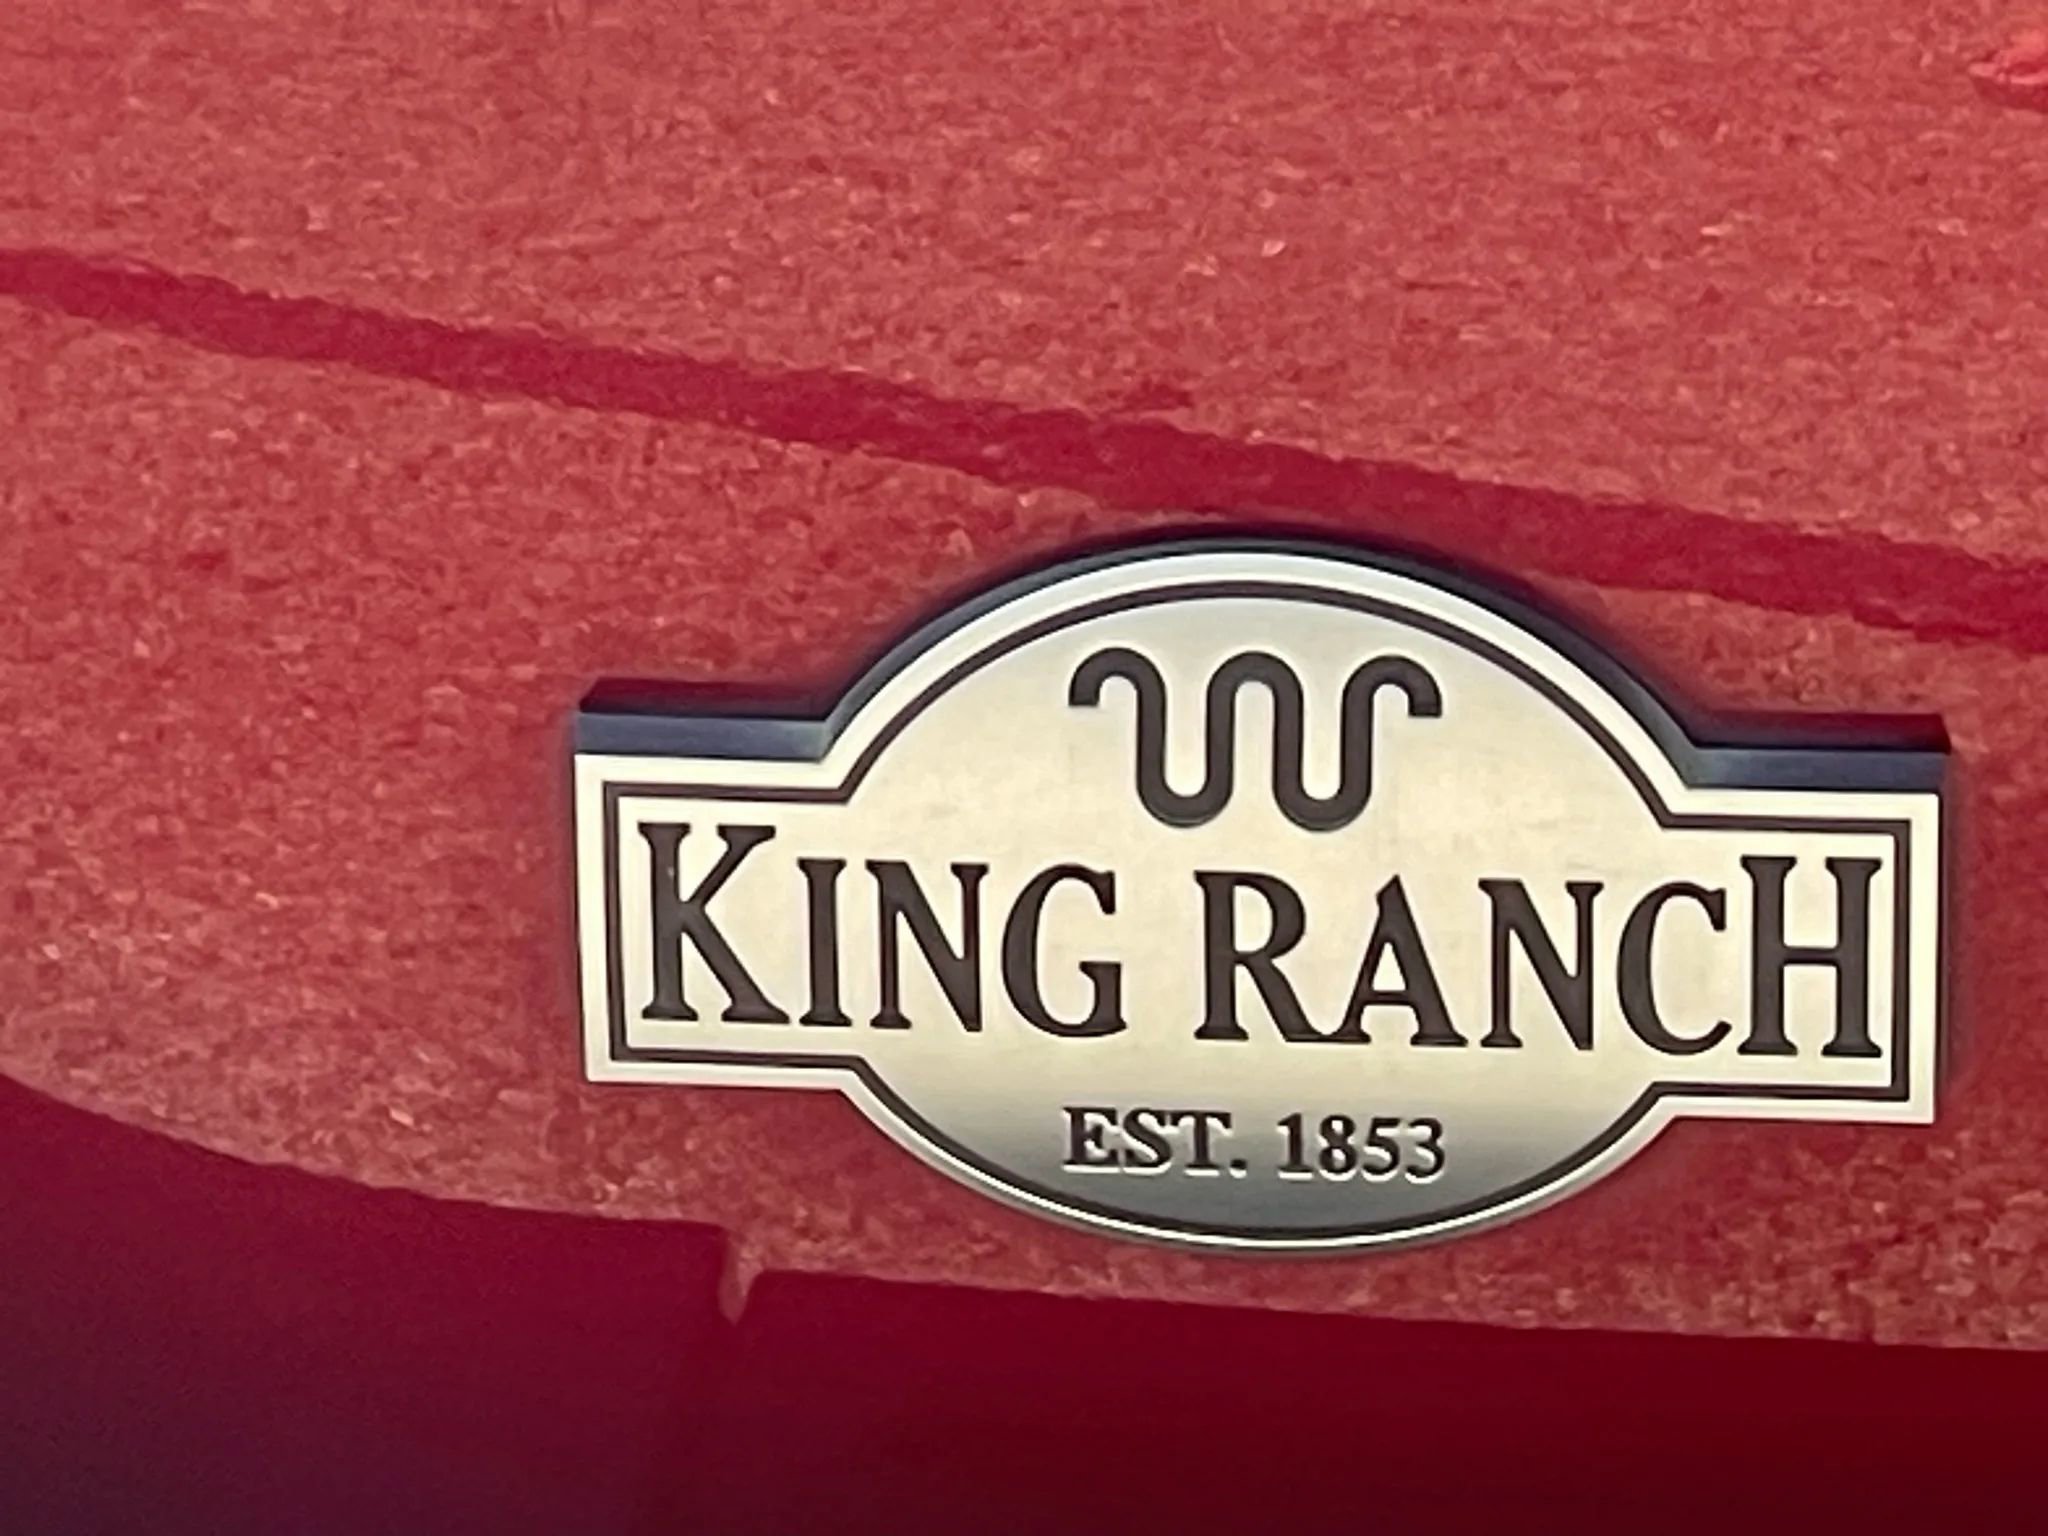 KING RANCH
EST. 1853